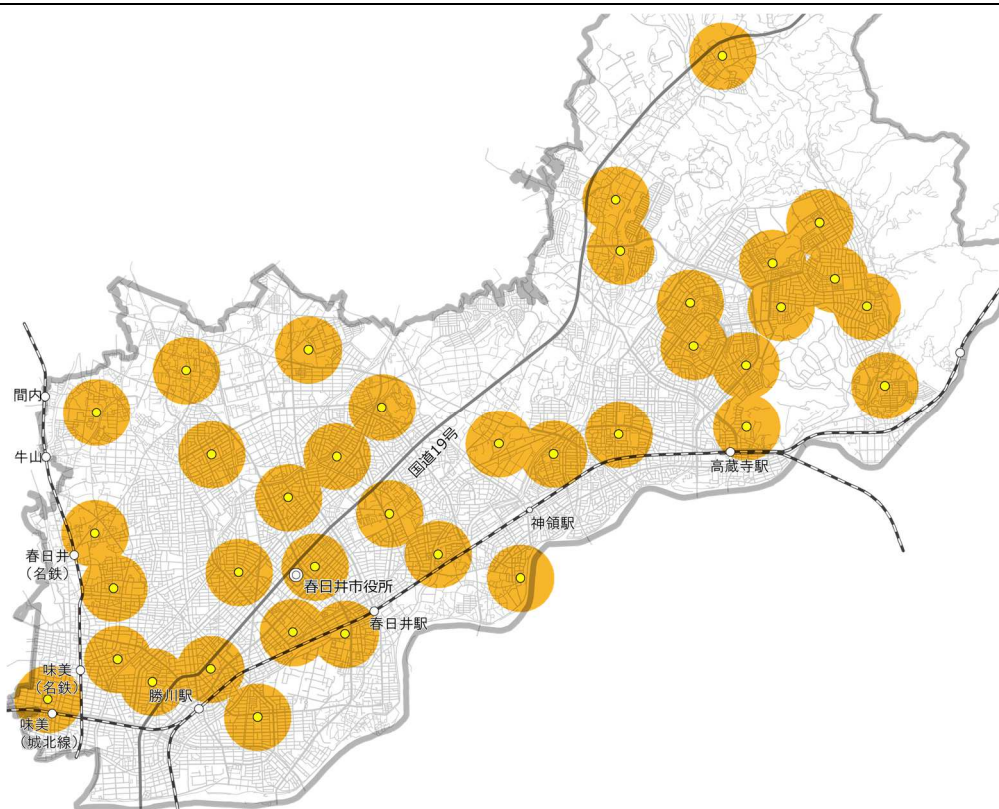 間内
牛山
国道19号
高蔵寺駅
神領駅
春日井
（名鉄）
春日井市役所
春日井駅
味美
（名鉄）
勝川駅
味美
（城北線）